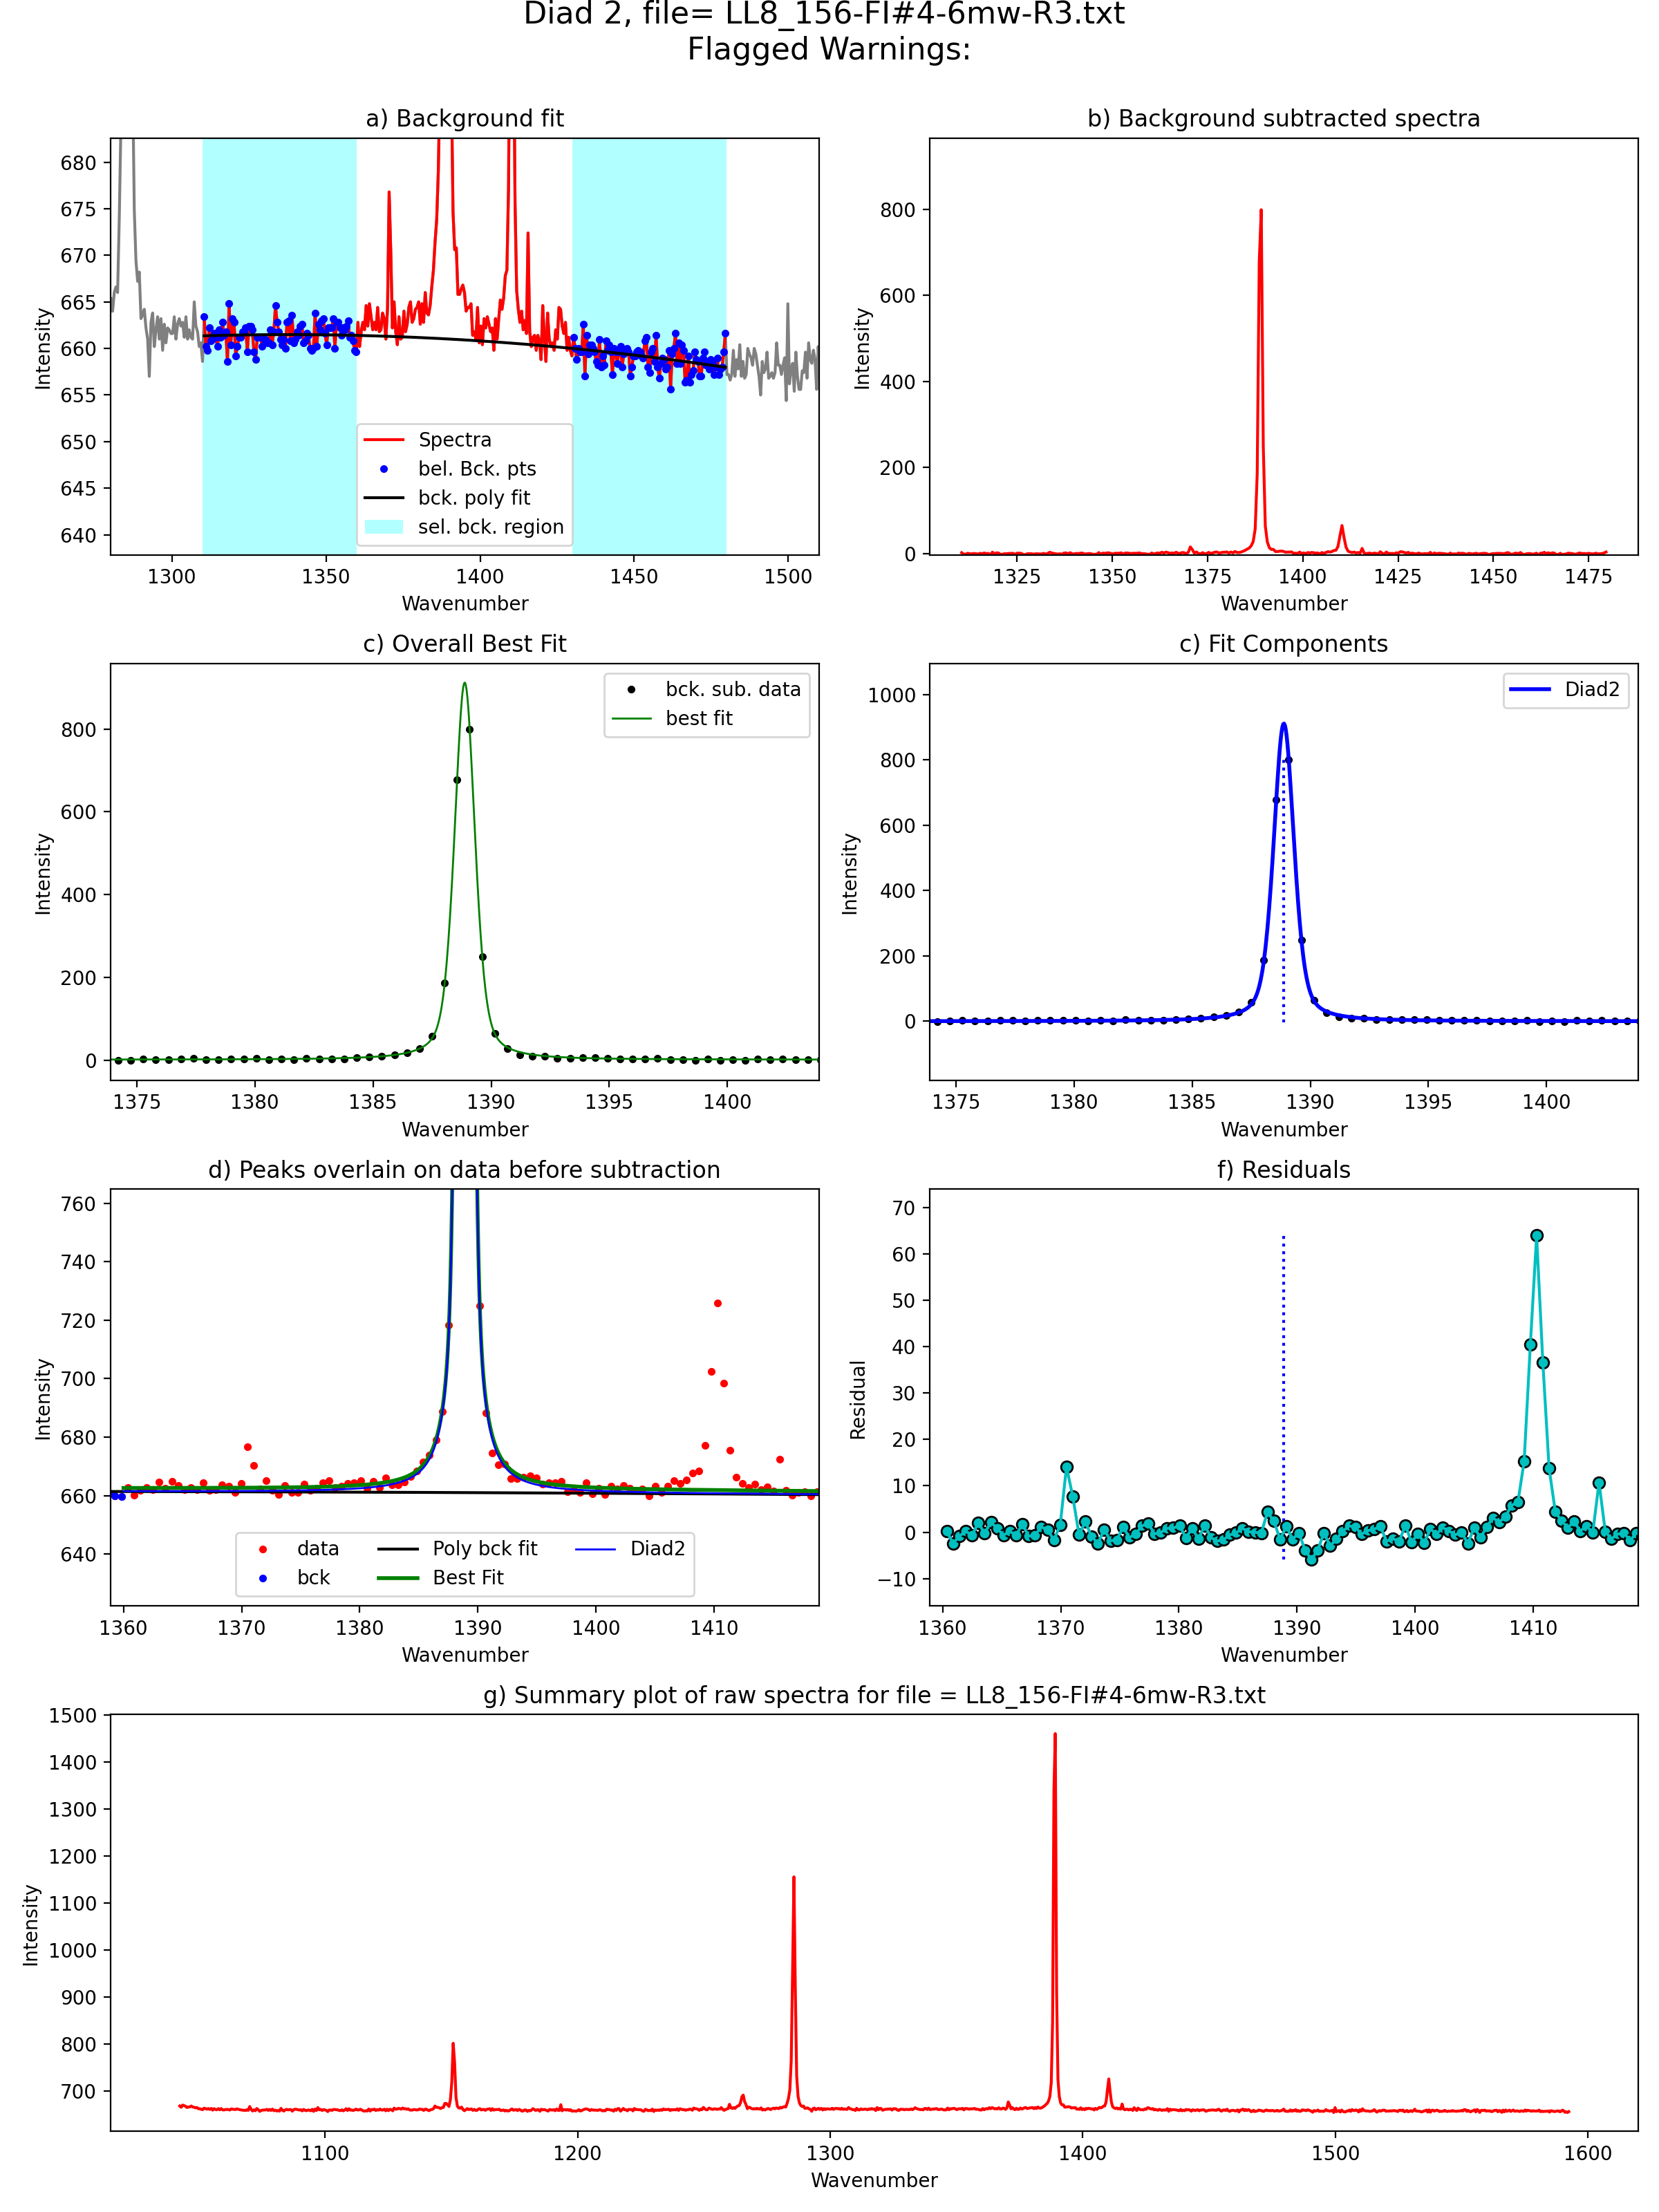 Diad 2, file= LL8_156-FI#4-6mw-R3.txt
Flagged Warnings:
a) Background fit
680
675
670
665
660
655
650
645
640
Intensity
Spectra
bel. Bck. pts
bck. poly fit
sel. bck. region
1300
1350
1400
1450
1500
Wavenumber
b) Background subtracted spectra
800
600
400
200
0
Intensity
1325
1350
1375
1400
1425
1450
1475
Wavenumber
c) Overall Best Fit
800
600
400
200
0
Intensity
bck. sub. data
best fit
1375
1380
1385
1390
1395
1400
Wavenumber
c) Fit Components
1000
800
600
400
200
0
Intensity
Diad2
1375
1380
1385
1390
1395
1400
Wavenumber
d) Peaks overlain on data before subtraction
760
740
720
700
680
660
640
Intensity
data
bck
Poly bck fit
Best Fit
Diad2
1360
1370
1380
1390
1400
1410
Wavenumber
f) Residuals
70
60
50
40
30
20
10
0
−10
Residual
1360
1370
1380
1390
1400
1410
Wavenumber
g) Summary plot of raw spectra for file = LL8_156-FI#4-6mw-R3.txt
1500
1400
1300
1200
1100
1000
900
800
700
Intensity
1100
1200
1300
1400
1500
1600
Wavenumber